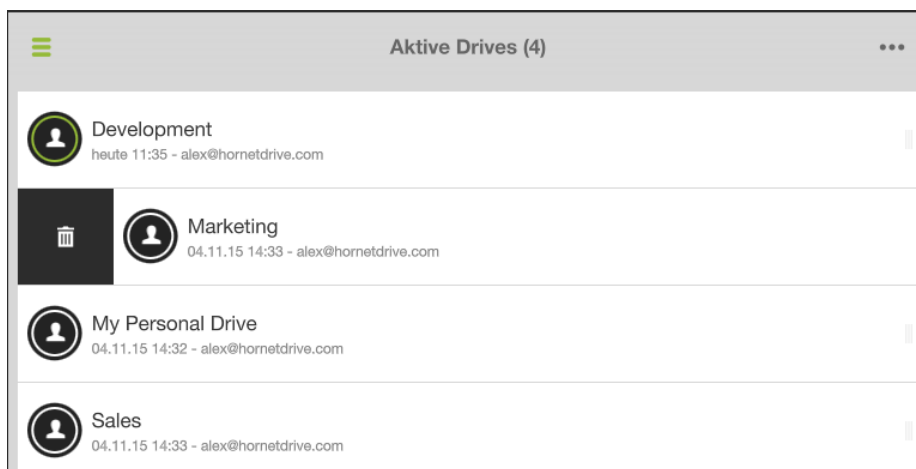 Aktive Drives (4)
Development
heute 11:35 - alex@hornetdrive.com
Marketing
04.11.15 14:33 - alex@hornetdrive.com
My Personal Drive
04.11.15 14:32 - alex@hornetdrive.com
Sales
04.11.15 14:33 - alex@hornetdrive.com